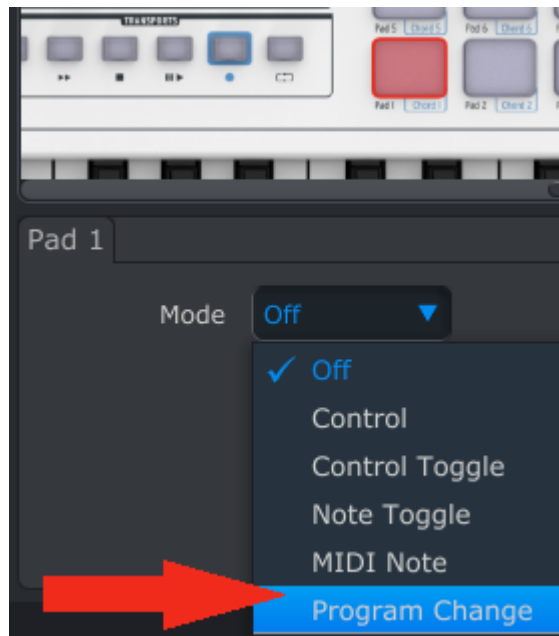 TRANSPORTS
Pad 5 Chord 5 Pad 6 Chord 6
Pad 1 Chord 1 Pad 2 Chord 2
Pad 1
Mode Off
Off
Control
Control Toggle
Note Toggle
MIDI Note
Program Change